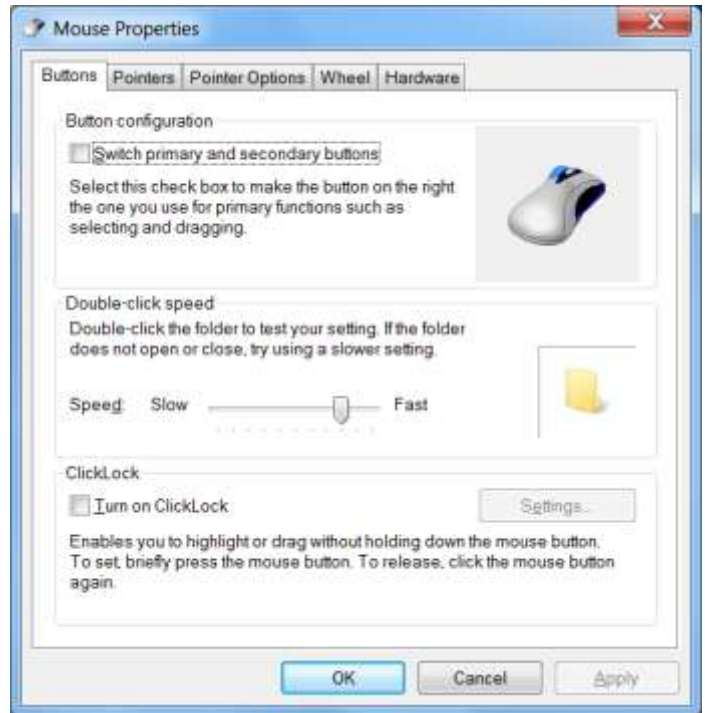 Mouse Properties
Buttons Pointers Pointer Options Wheel Hardware
Button configuration
Switch primary and secondary buttons
Select this check box to make the button on the right
the one you use for primary functions such as
selecting and dragging.
Double-click speed
Double-click the folder to test your setting. If the folder
does not open or close, try using a slower setting.
Speed: Slow Fast
ClickLock
Turn on ClickLock Settings...
Enables you to highlight or drag without holding down the mouse button.
To set, briefly press the mouse button. To release, click the mouse button
again.
OK Cancel Apply